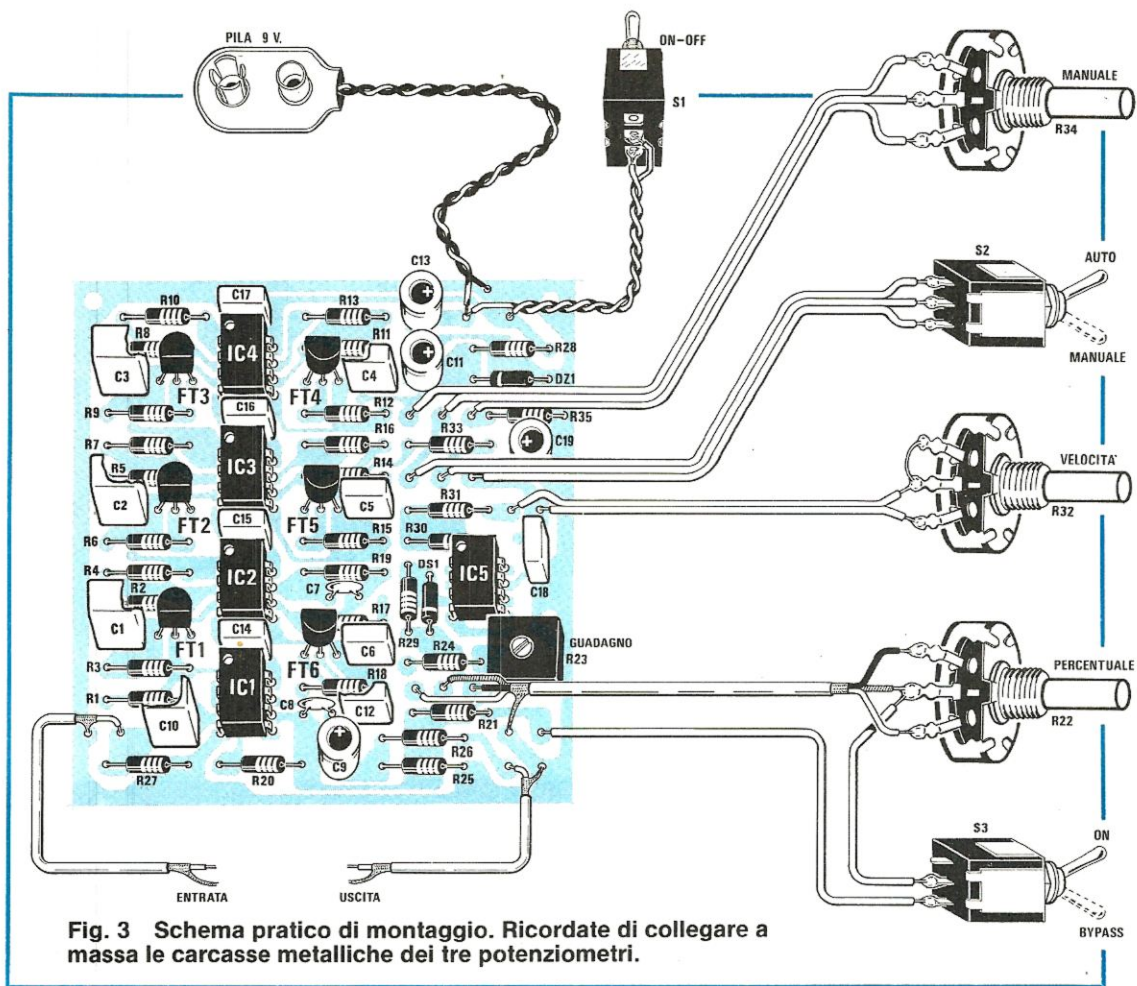 PILA 9 V.
ON-OFF
S1
MANUALE
R34
S2
AUTO
MANUALE
VELOCITA'
R32
PERCENTUALE
R22
S3
ON
BYPASS
C13
R10
C17
R13
R8
IC4
R11
C11
R28
C3
FT3
FT4
C4
DZ1
R9
C16
R12
R35
R7
R16
R33
C19
R5
IC3
R14
C2
FT2
FT5
C5
R31
R6
C15
R15
R30
R4
IC2
R19
DS1
IC5
C18
R2
C7
C1
R17
R29
FT1
C14
FT6
C6
R24
GUADAGNO
R23
R3
IC1
R18
R1
C8
C12
R21
C10
R26
R27
R20
C9
R25
ENTRATA
USCITA
Fig. 3 Schema pratico di montaggio. Ricordate di collegare a
massa le carcasse metalliche dei tre potenziometri.